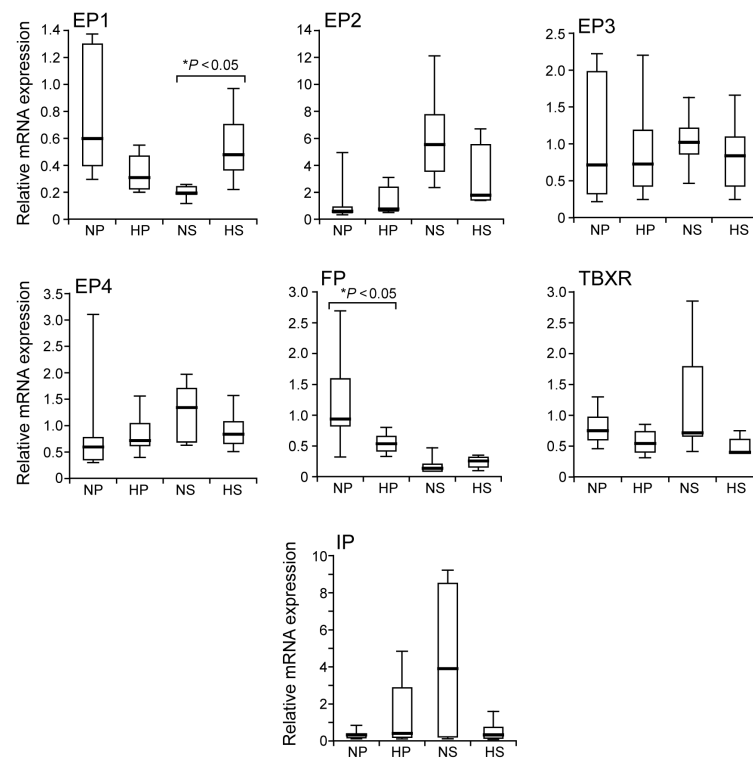 EP1
Relative mRNA expression
1.4
1.2
1.0
0.8
0.6
0.4
0.2
0
*P < 0.05
NP HP NS HS
EP2
14
12
10
8
6
4
2
0
NP HP NS HS
EP3
2.5
2.0
1.5
1.0
0.5
0
NP HP NS HS
EP4
Relative mRNA expression
3.5
3.0
2.5
2.0
1.5
1.0
0.5
0
NP HP NS HS
FP
*P < 0.05
3.0
2.5
2.0
1.5
1.0
0.5
0
NP HP NS HS
TBXR
3.0
2.5
2.0
1.5
1.0
0.5
0
NP HP NS HS
IP
Relative mRNA expression
10
8
6
4
2
0
NP HP NS HS